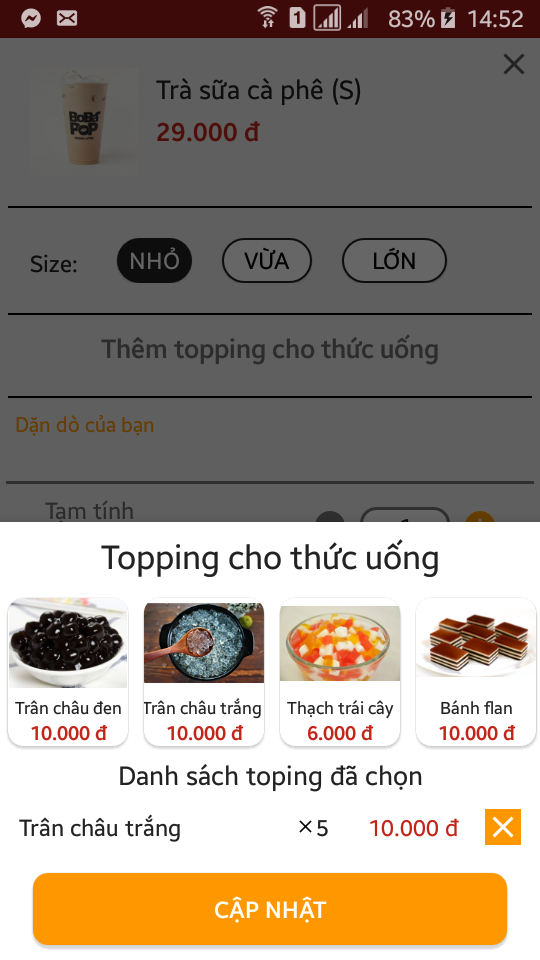 1
83%
14:52
Trà sữa cà phê (S)
29.000 đ
BOBA
POP
Size:
NHỎ
VỪA
LỚN
Thêm topping cho thức uống
Dặn dò của bạn
Tạm tính
Topping cho thức uống
Trân châu đen
10.000 đ
Trân châu trắng
10.000 đ
Thạch trái cây
6.000 đ
Bánh flan
10.000 đ
Danh sách toping đã chọn
Trân châu trắng
×5
10.000 đ
CẬP NHẬT